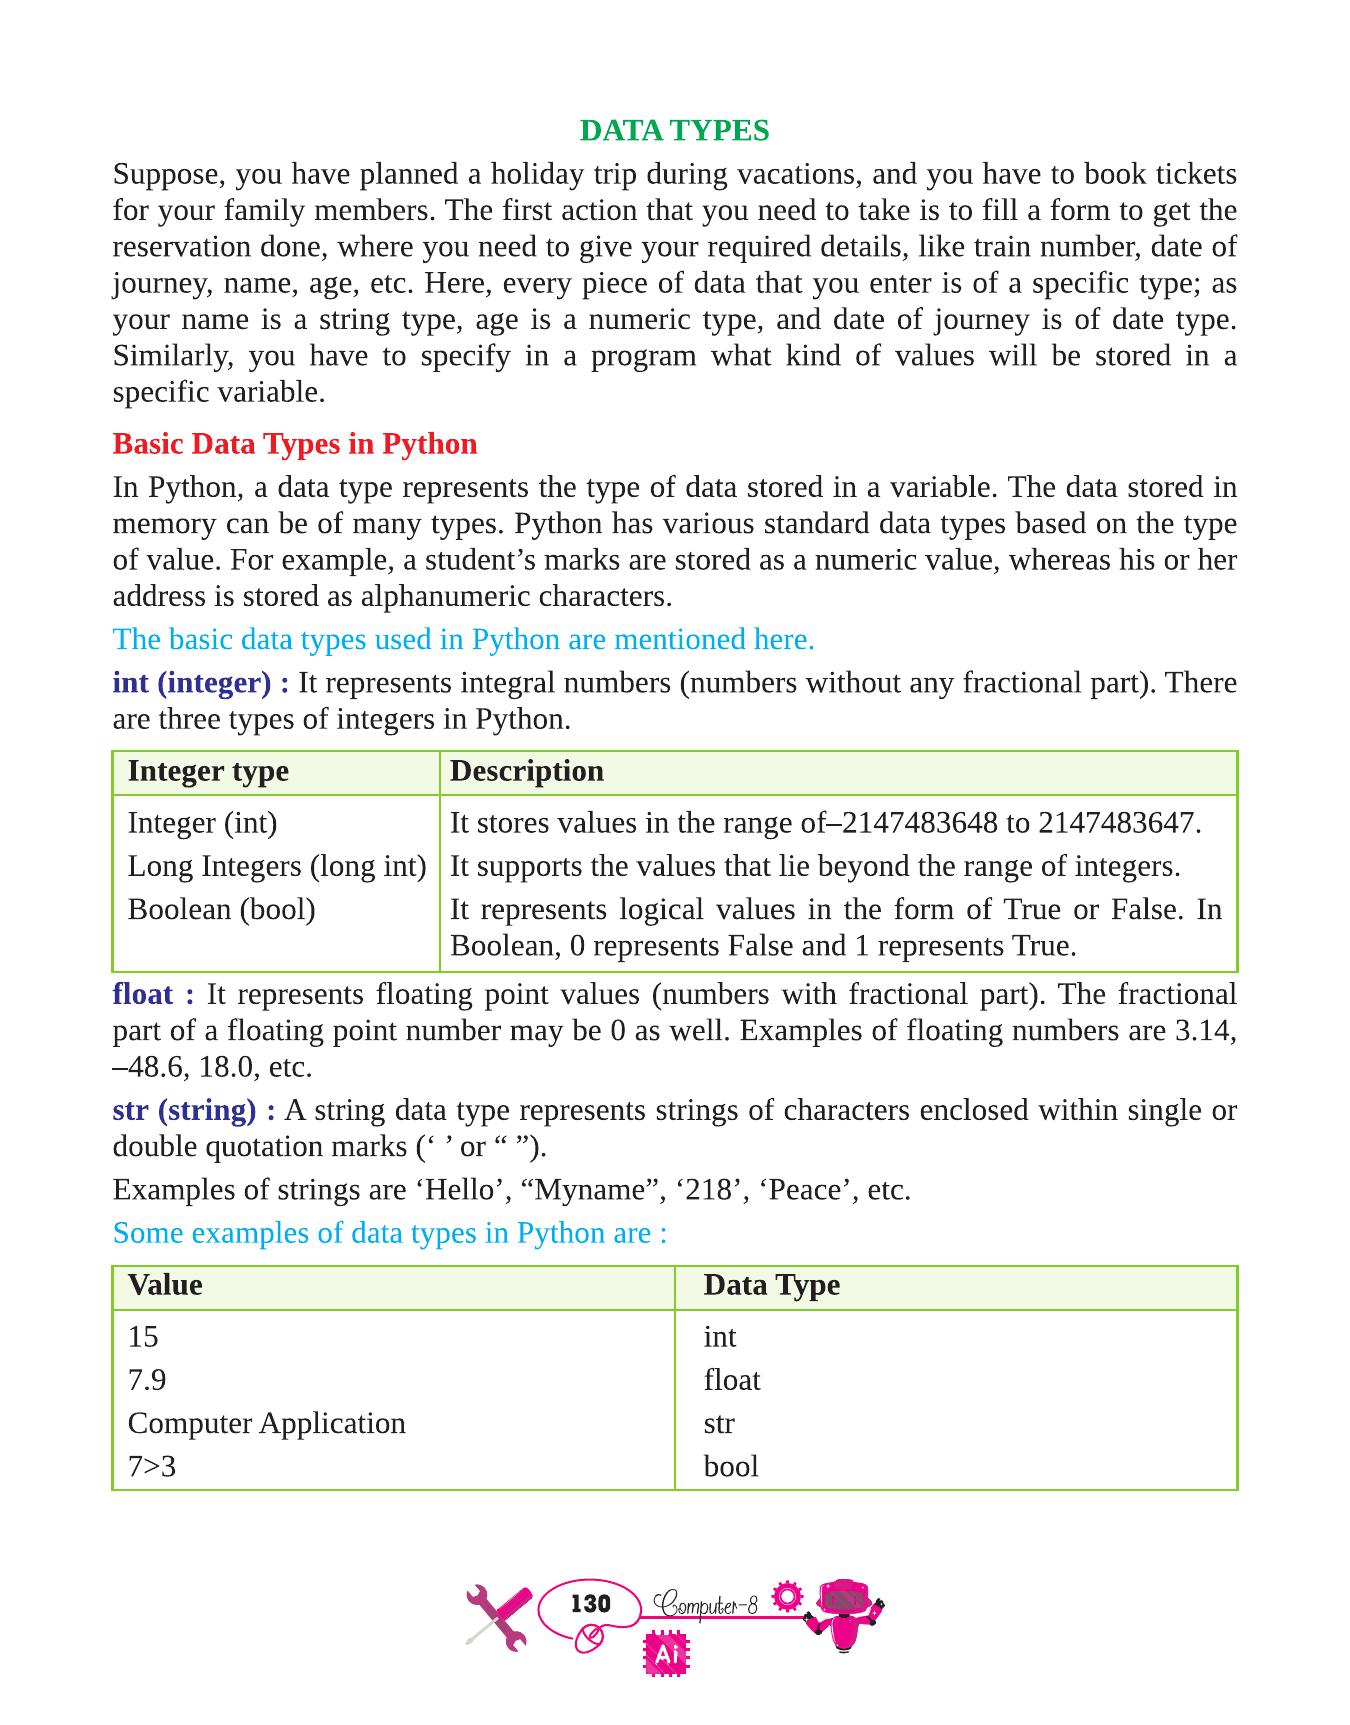 DATA TYPES
Suppose, you have planned a holiday trip during vacations, and you have to book tickets
for your family members. The first action that you need to take is to fill a form to get the
reservation done, where you need to give your required details, like train number, date of
journey, name, age, etc. Here, every piece of data that you enter is of a specific type; as
your name is a string type, age is a numeric type, and date of journey is of date type.
Similarly, you have to specify in a program what kind of values will be stored in a
specific variable.
Basic Data Types in Python
In Python, a data type represents the type of data stored in a variable. The data stored in
memory can be of many types. Python has various standard data types based on the type
of value. For example, a student’s marks are stored as a numeric value, whereas his or her
address is stored as alphanumeric characters.
The basic data types used in Python are mentioned here.
int (integer) : It represents integral numbers (numbers without any fractional part). There
are three types of integers in Python.
Integer type Description
Integer (int) It stores values in the range of–2147483648 to 2147483647.
Long Integers (long int) It supports the values that lie beyond the range of integers.
Boolean (bool) It represents logical values in the form of True or False. In
Boolean, 0 represents False and 1 represents True.
float : It represents floating point values (numbers with fractional part). The fractional
part of a floating point number may be 0 as well. Examples of floating numbers are 3.14,
–48.6, 18.0, etc.
str (string) : A string data type represents strings of characters enclosed within single or
double quotation marks (‘ ’ or “ ”).
Examples of strings are ‘Hello’, “Myname”, ‘218’, ‘Peace’, etc.
Some examples of data types in Python are :
Value Data Type
15 int
7.9 float
Computer Application str
7>3 bool
130 Computer-8
Ai